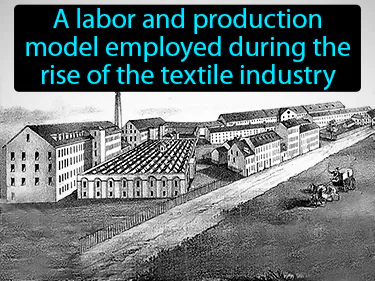 A labor and production
model employed during the
rise of the textile industry